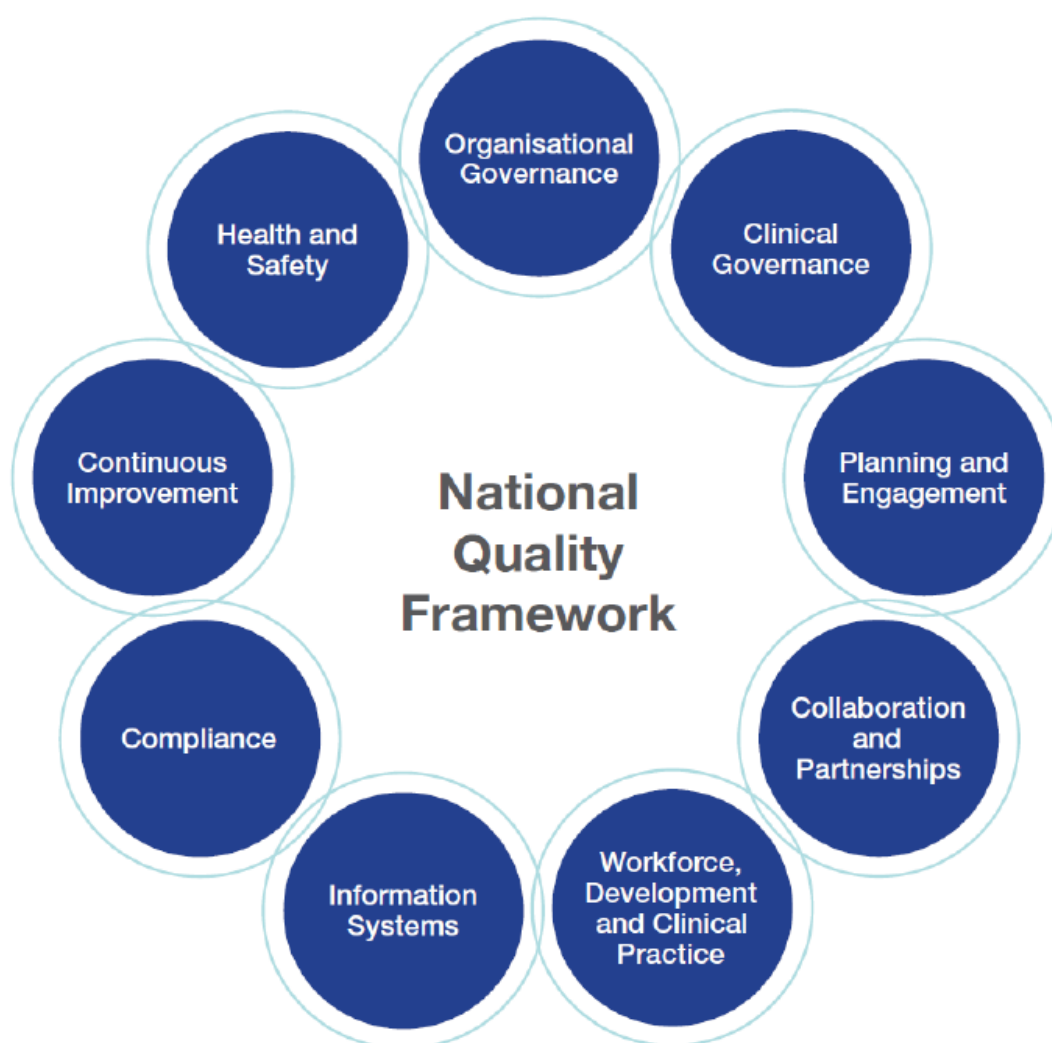 Organisational
Governance
Clinical
Governance
Planning and
Engagement
Collaboration
and
Partnerships
Workforce,
Development
and Clinical
Practice
Information
Systems
Compliance
Continuous
Improvement
Health and
Safety
National
Quality
Framework